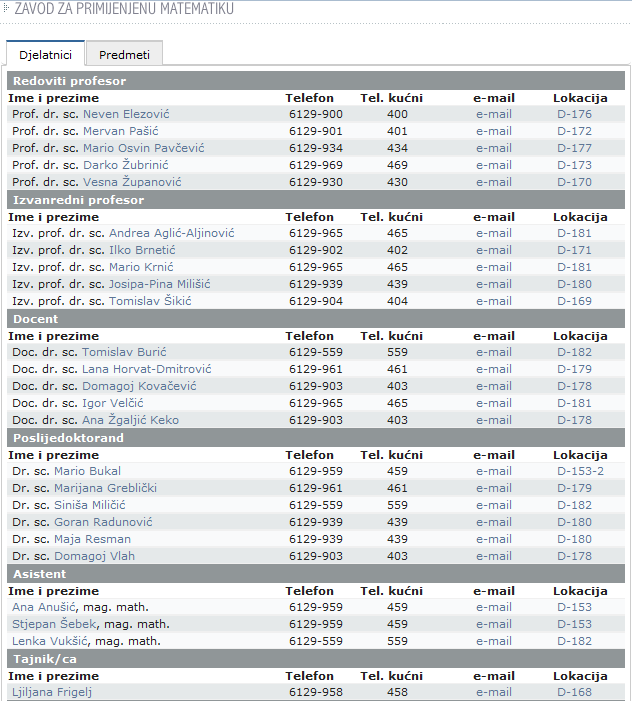 ZAVOD ZA PRIMIJENJENU MATEMATIKU
Djelatnici Predmeti
Redoviti profesor
Ime i prezime Telefon Tel. kućni e-mail Lokacija
Prof. dr. sc. Neven Elezović 6129-900 400 e-mail D-176
Prof. dr. sc. Mervan Pašić 6129-901 401 e-mail D-172
Prof. dr. sc. Mario Osvin Pavčević 6129-934 434 e-mail D-177
Prof. dr. sc. Darko Žubrinić 6129-969 469 e-mail D-173
Prof. dr. sc. Vesna Županović 6129-930 430 e-mail D-170
Izvanredni profesor
Ime i prezime Telefon Tel. kućni e-mail Lokacija
Izv. prof. dr. sc. Andrea Aglić-Aljinović 6129-965 465 e-mail D-181
Izv. prof. dr. sc. Ilko Brnetić 6129-902 402 e-mail D-171
Izv. prof. dr. sc. Mario Krnić 6129-965 465 e-mail D-181
Izv. prof. dr. sc. Josipa-Pina Milišić 6129-939 439 e-mail D-180
Izv. prof. dr. sc. Tomislav Šikić 6129-904 404 e-mail D-169
Docent
Ime i prezime Telefon Tel. kućni e-mail Lokacija
Doc. dr. sc. Tomislav Burić 6129-559 559 e-mail D-182
Doc. dr. sc. Lana Horvat-Dmitrović 6129-961 461 e-mail D-179
Doc. dr. sc. Domagoj Kovačević 6129-903 403 e-mail D-178
Doc. dr. sc. Igor Velčić 6129-965 465 e-mail D-181
Doc. dr. sc. Ana Žgaljić Keko 6129-903 403 e-mail D-178
Poslijedoktorand
Ime i prezime Telefon Tel. kućni e-mail Lokacija
Dr. sc. Mario Bukal 6129-959 459 e-mail D-153-2
Dr. sc. Marijana Greblički 6129-961 461 e-mail D-179
Dr. sc. Siniša Miličić 6129-559 559 e-mail D-182
Dr. sc. Goran Radunović 6129-939 439 e-mail D-180
Dr. sc. Maja Resman 6129-939 439 e-mail D-180
Dr. sc. Domagoj Vlah 6129-903 403 e-mail D-178
Asistent
Ime i prezime Telefon Tel. kućni e-mail Lokacija
Ana Anušić, mag. math. 6129-959 459 e-mail D-153
Stjepan Šebek, mag. math. 6129-959 459 e-mail D-153
Lenka Vukšić, mag. math. 6129-559 559 e-mail D-182
Tajnik/ca
Ime i prezime Telefon Tel. kućni e-mail Lokacija
Ljiljana Frigelj 6129-958 458 e-mail D-168